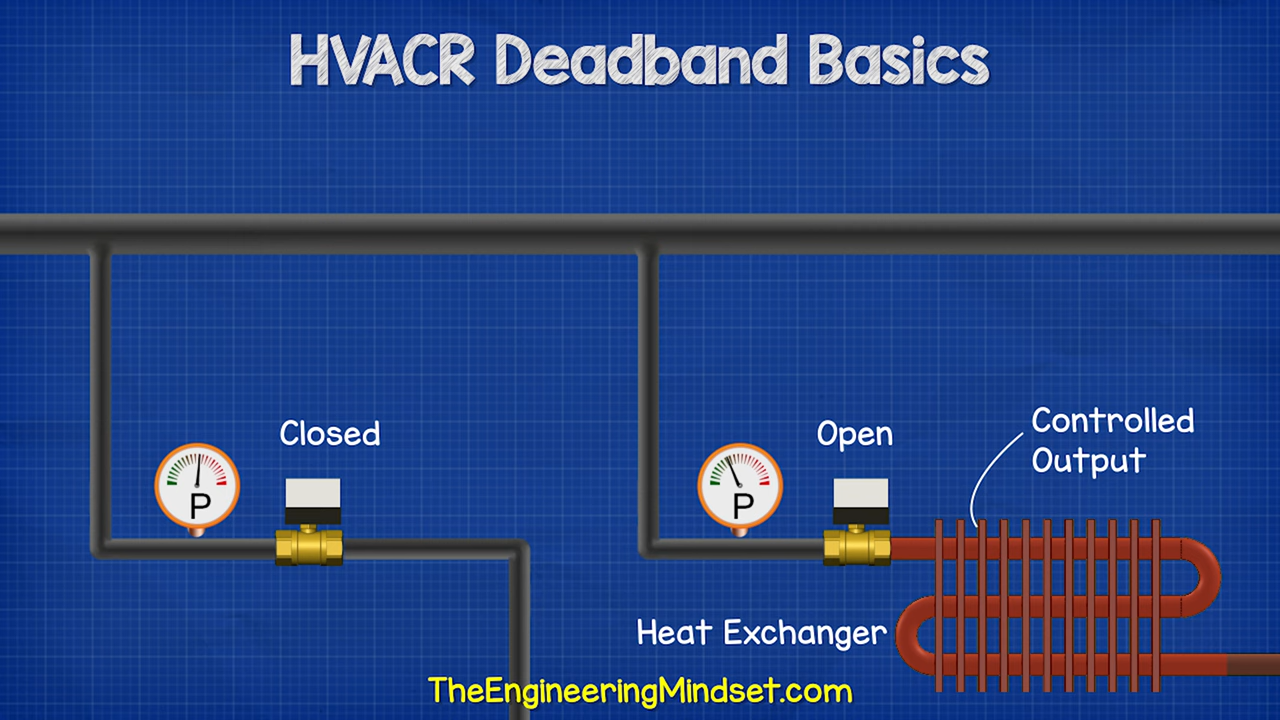 HVACR Deadband Basics
Closed
Open
Controlled
Output
P
P
Heat Exchanger
TheEngineeringMindset.com